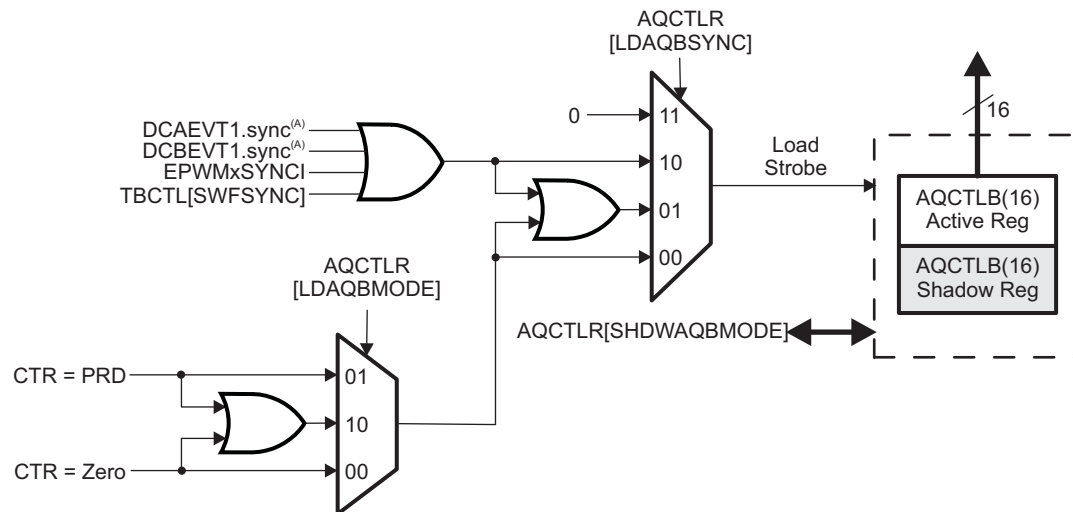 AQCTLR
[LDAQBSYNC]
16
0
11
DCAEVT1.sync(A)
DCBEVT1.sync(A)
EPWMxSYNCI
TBCTL[SWFSYNC]
10
Load
Strobe
01
AQCTLB(16)
Active Reg
00
AQCTLB(16)
Shadow Reg
AQCTLR
[LDAQBMODE]
AQCTLR[SHDWAQBMODE]
CTR = PRD
01
10
CTR = Zero
00